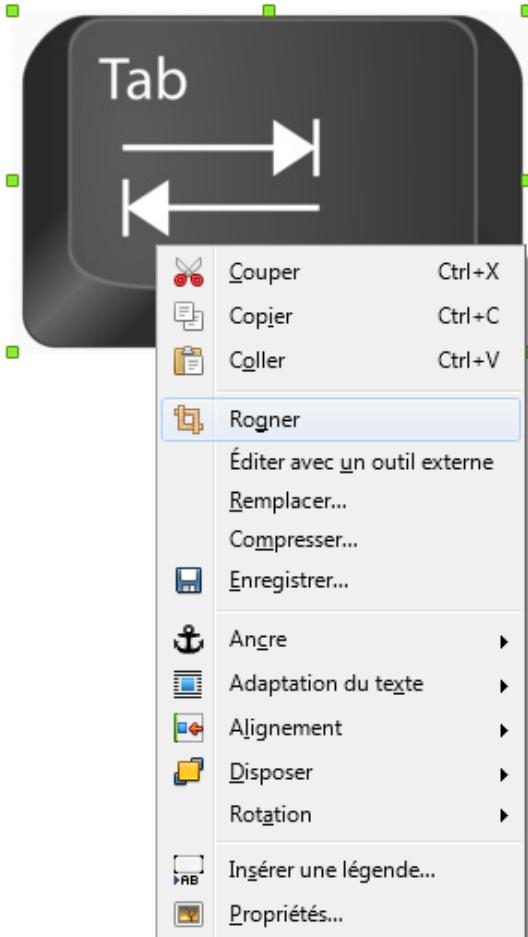 Tab
Couper Ctrl+X
Copier Ctrl+C
Coller Ctrl+V
Rogner
Éditer avec un outil externe
Remplacer...
Compresser...
Enregistrer...
Ancre
Adaptation du texte
Alignement
Disposer
Rotation
AB Insérer une légende...
Propriétés...